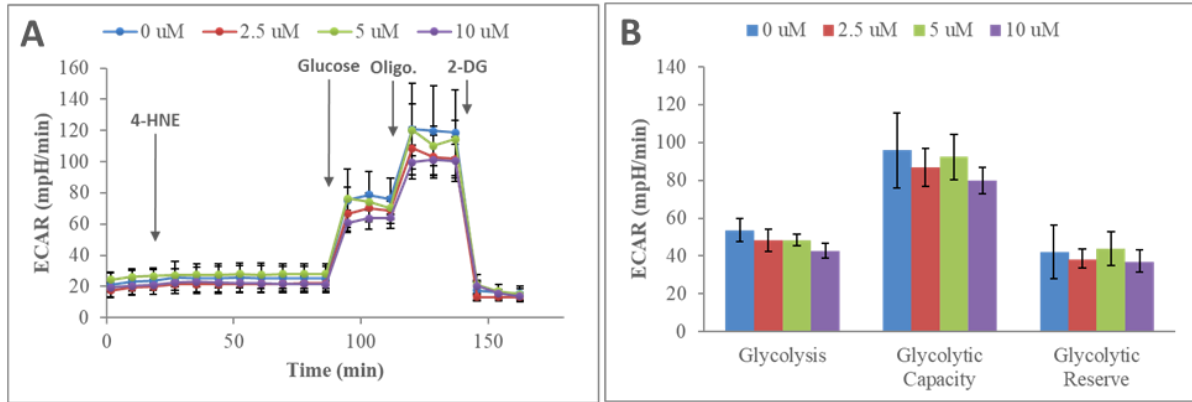 A
0 uM 2.5 uM 5 uM 10 uM
160
140
120
100
80
60
40
20
0
ECAR (mpH/min)
4-HNE
Glucose
Oligo.
2-DG
0 50 100 150
Time (min)
B
0 uM 2.5 uM 5 uM 10 uM
140
120
100
80
60
40
20
0
ECAR (mpH/min)
Glycolysis
Glycolytic
Capacity
Glycolytic
Reserve